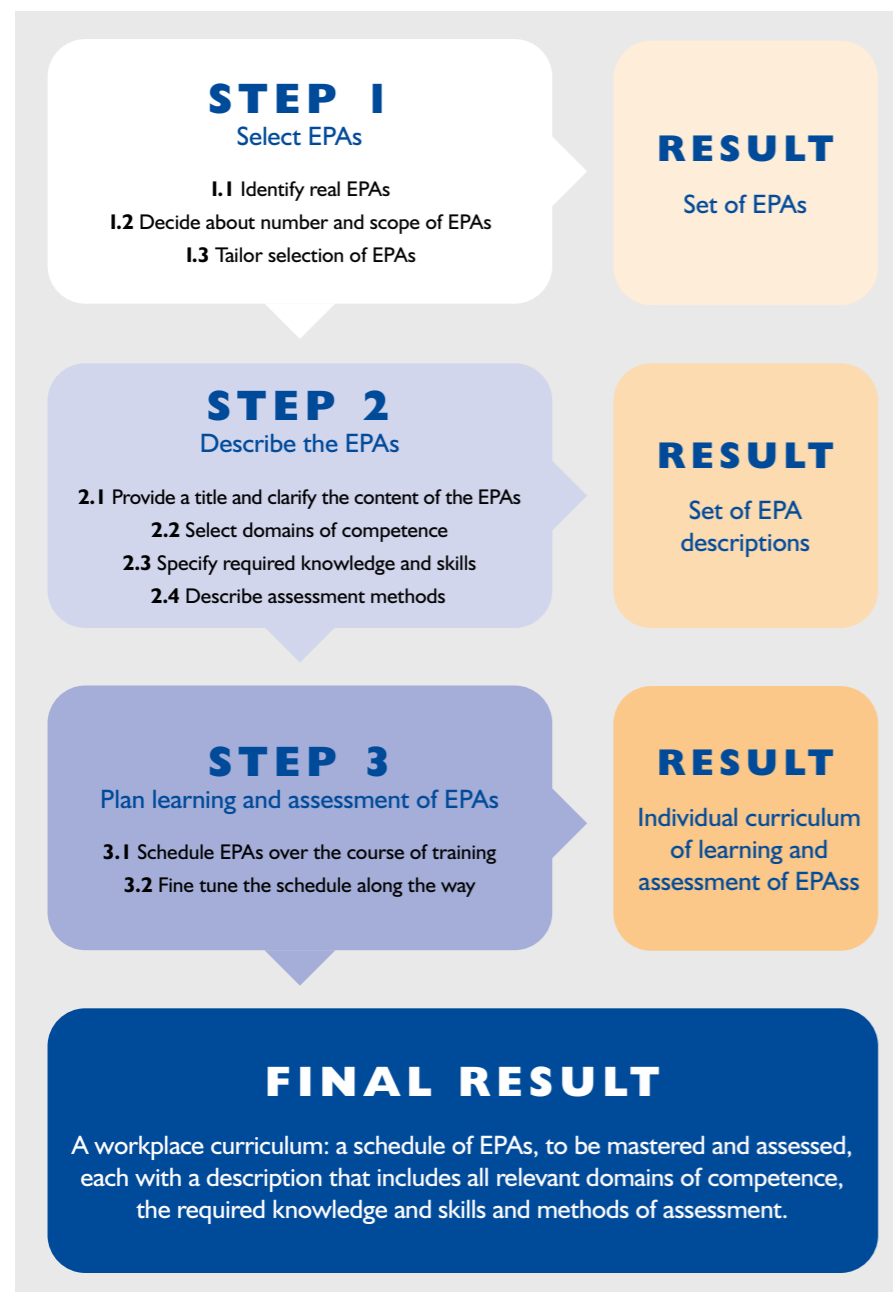 STEP 1
Select EPAs
1.1 Identify real EPAs
1.2 Decide about number and scope of EPAs
1.3 Tailor selection of EPAs
RESULT
Set of EPAs
STEP 2
Describe the EPAs
2.1 Provide a title and clarify the content of the EPAs
2.2 Select domains of competence
2.3 Specify required knowledge and skills
2.4 Describe assessment methods
RESULT
Set of EPA
descriptions
STEP 3
Plan learning and assessment of EPAs
3.1 Schedule EPAs over the course of training
3.2 Fine tune the schedule along the way
RESULT
Individual curriculum
of learning and
assessment of EPAss
FINAL RESULT
A workplace curriculum: a schedule of EPAs, to be mastered and assessed,
each with a description that includes all relevant domains of competence,
the required knowledge and skills and methods of assessment.